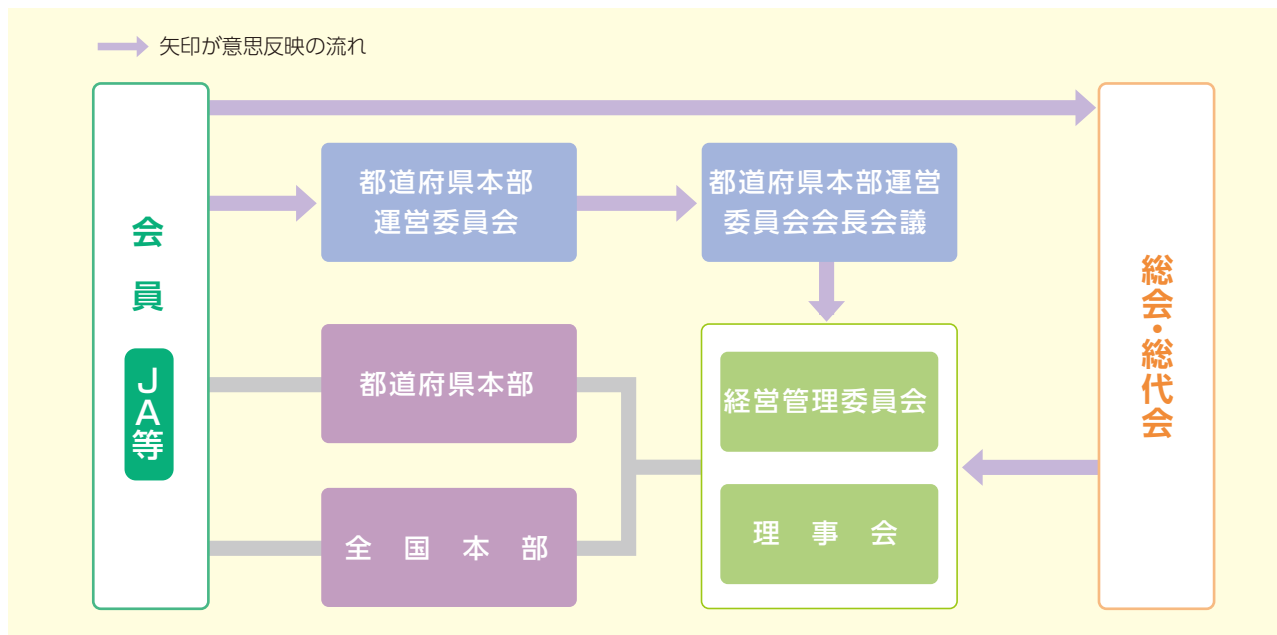 矢印が意思反映の流れ
会員
JA等
都道府県本部
運営委員会
都道府県本部運営
委員会会長会議
都道府県本部
全国本部
経営管理委員会
理事会
総会・総代会